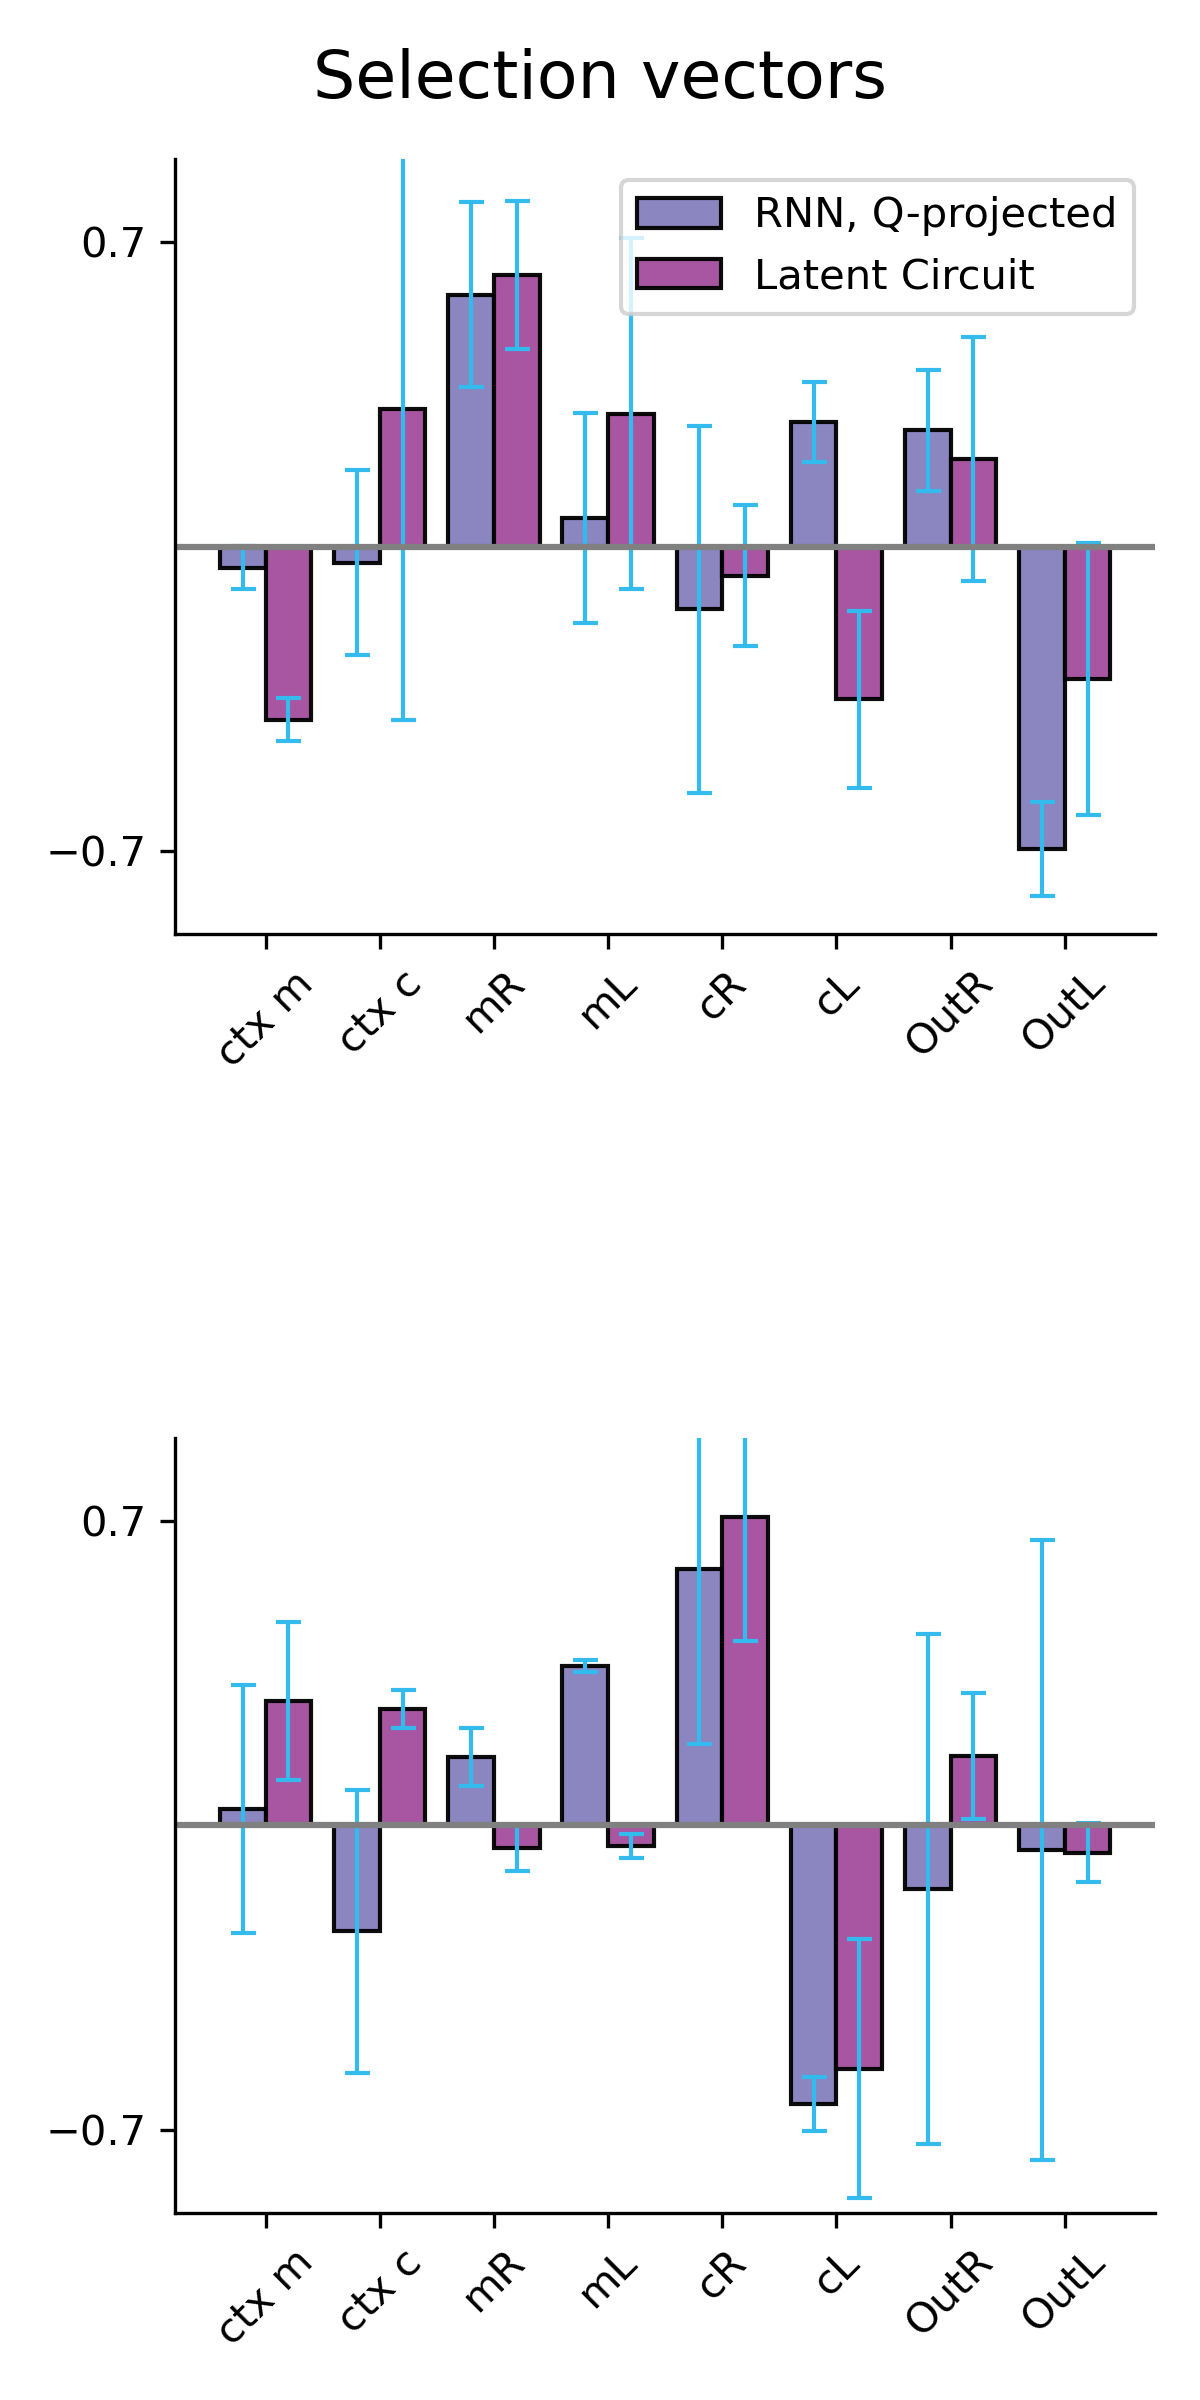 Selection vectors
0.7
RNN, Q-projected
Latent Circuit
−0.7
ctx m
ctx c
mR
mL
cR
cL
OutR
OutL
0.7
−0.7
ctx m
ctx c
mR
mL
cR
cL
OutR
OutL